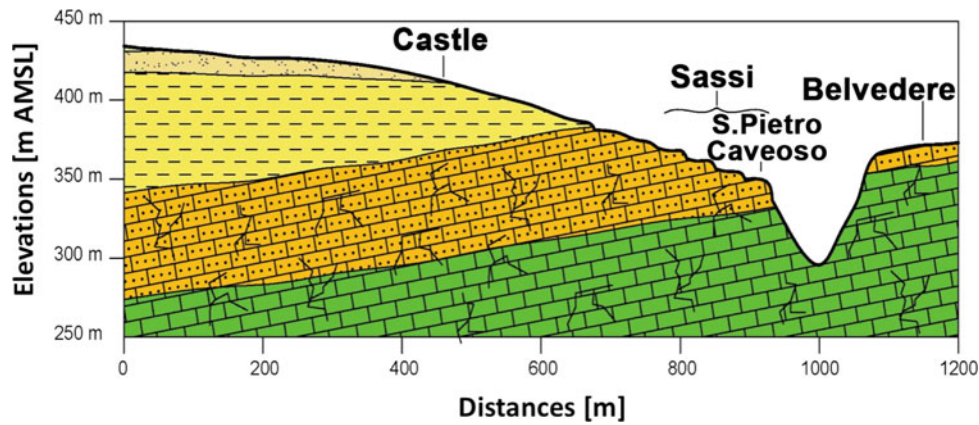 Elevations [m AMSL]
450 m
400 m
350 m
300 m
250 m
Castle
Sassi
S.Pietro
Caveoso
Belvedere
0 200 400 600 800 1000 1200
Distances [m]